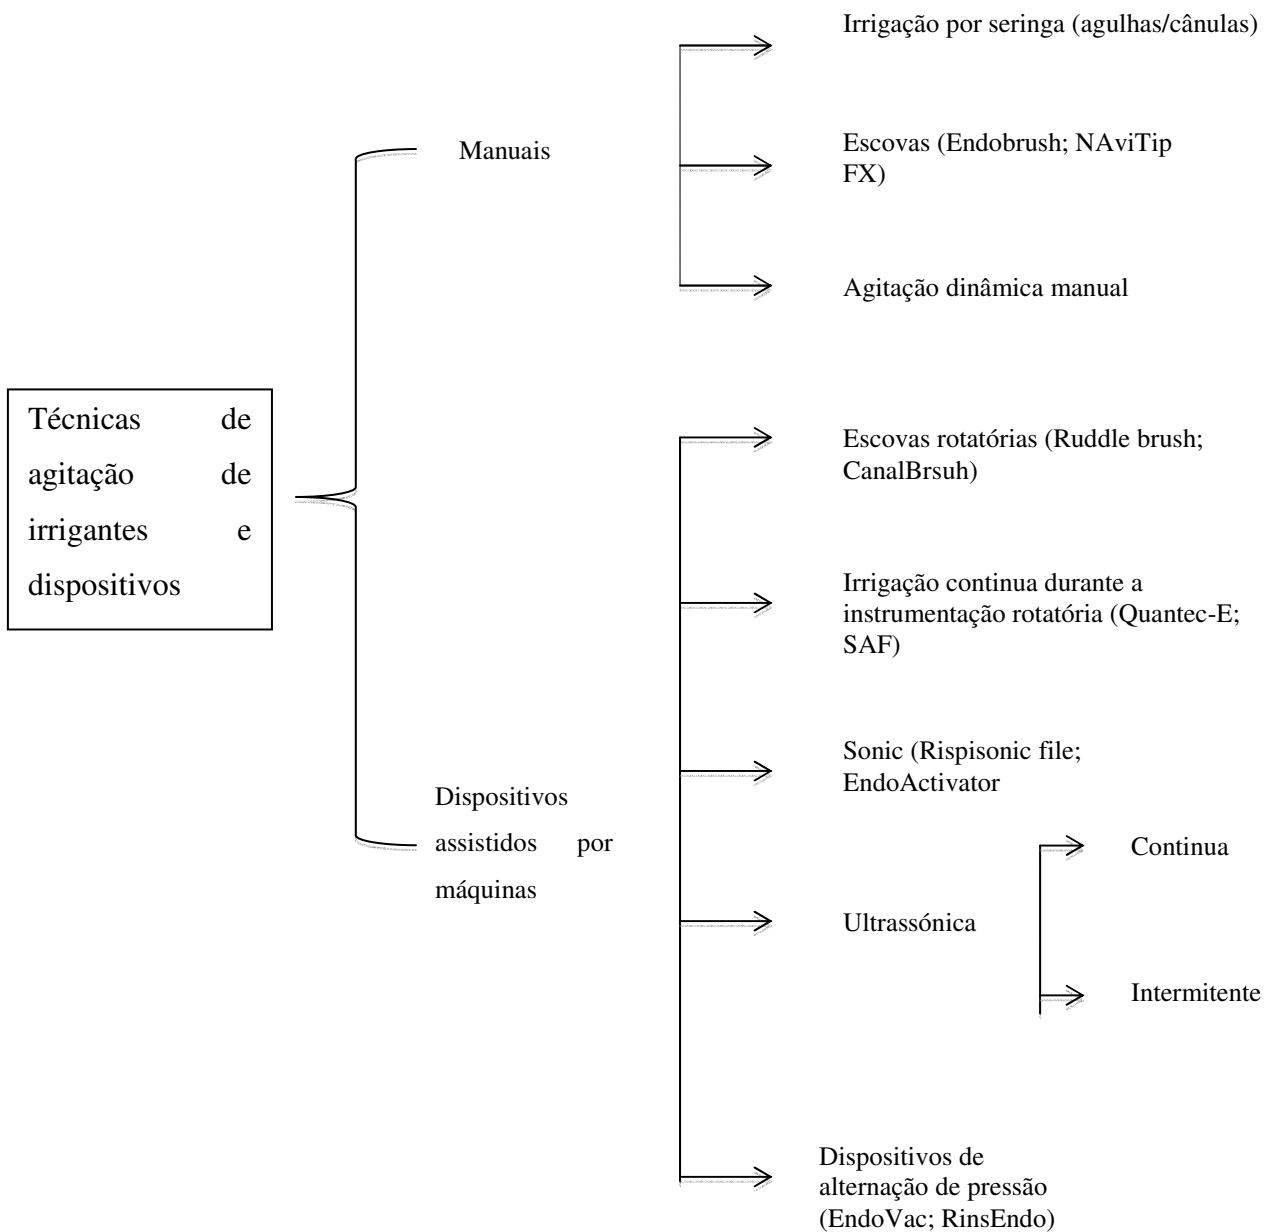 Técnicas de
agitação de
irrigantes e
dispositivos
Manuais
Irrigação por seringa (agulhas/cânulas)
Escovas (Endobrush; NAviTip
FX)
Agitação dinâmica manual
Dispositivos
assistidos por
máquinas
Escovas rotatórias (Ruddle brush;
CanalBrsuh)
Irrigação continua durante a
instrumentação rotatória (Quantec-E;
SAF)
Sonic (Rispisonic file;
EndoActivator
Ultrassónica
Continua
Intermitente
Dispositivos de
alternação de pressão
(EndoVac; RinsEndo)